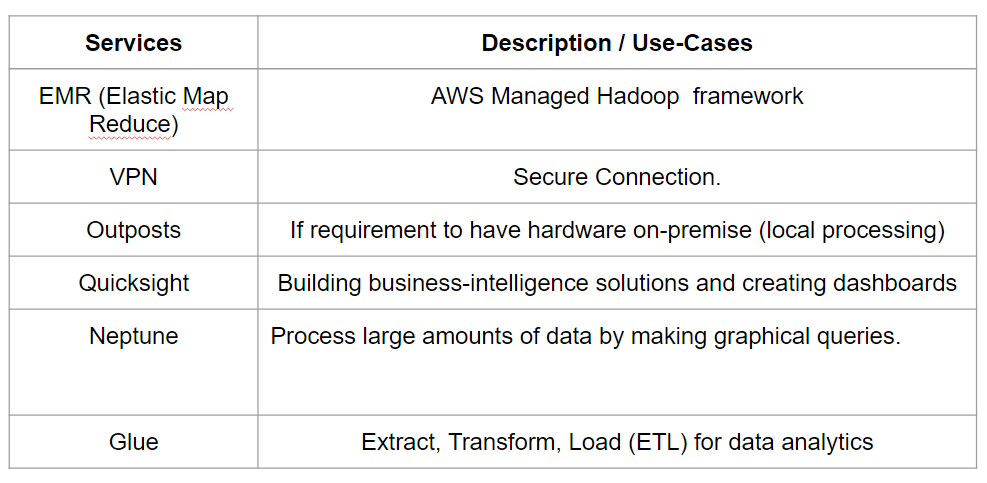 Services
Description / Use-Cases
EMR (Elastic Map
Reduce)
AWS Managed Hadoop  framework
VPN
Secure Connection.
Outposts
If requirement to have hardware on-premise (local processing)
Quicksight
Building business-intelligence solutions and creating dashboards
Neptune
Process large amounts of data by making graphical queries.
Glue
Extract, Transform, Load (ETL) for data analytics